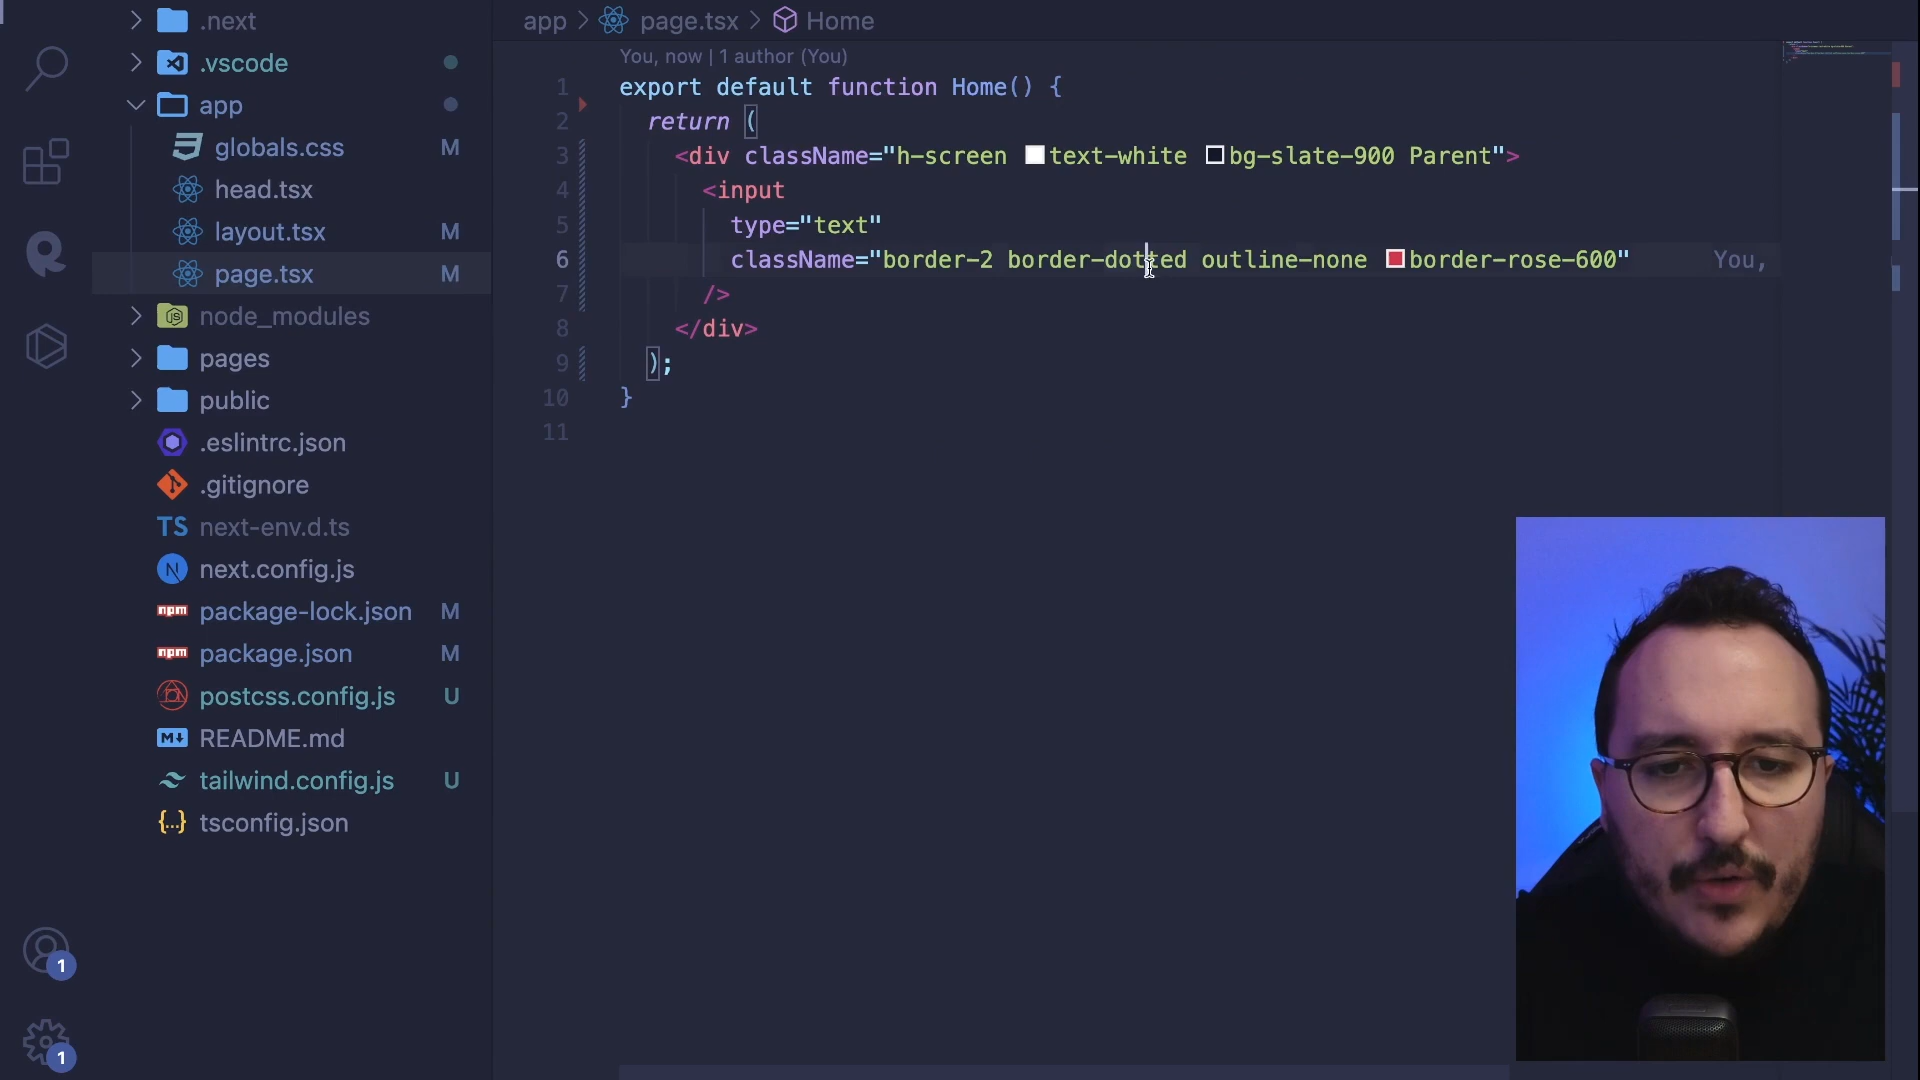 .next
.vscode
app
globals.css M
head.tsx
layout.tsx M
page.tsx M
node_modules
pages
public
.eslintrc.json
.gitignore
TS next-env.d.ts
N next.config.js
npm package-lock.json M
npm package.json M
postcss.config.js U
M README.md
tailwind.config.js U
{...} tsconfig.json
1
1
app > page.tsx > Home
You, now | 1 author (You)
1 export default function Home() {
2 return (
3 <div className="h-screen text-white bg-slate-900 Parent">
4 <input
5 type="text"
6 className="border-2 border-dotted outline-none border-rose-600" You,
7 />
8 </div>
9 );
10 }
11